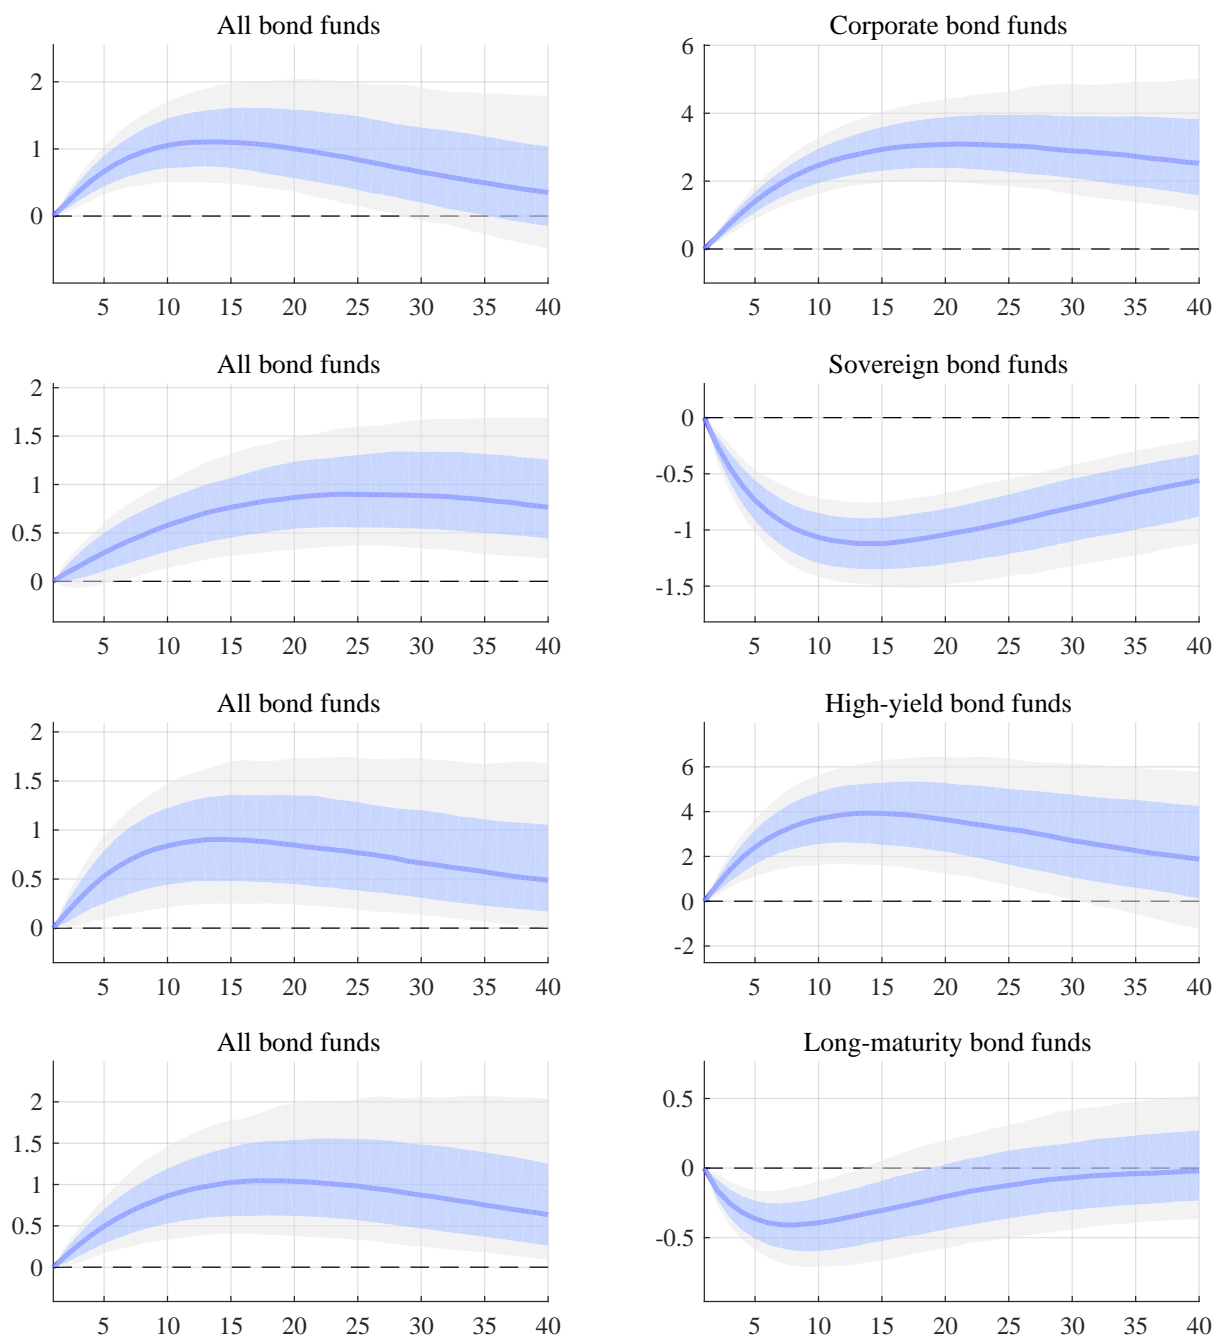 All bond funds
2
1
0
5 10 15 20 25 30 35 40
Corporate bond funds
6
4
2
0
5 10 15 20 25 30 35 40
All bond funds
2
1.5
1
0.5
0
5 10 15 20 25 30 35 40
Sovereign bond funds
0
-0.5
-1
-1.5
5 10 15 20 25 30 35 40
All bond funds
2
1.5
1
0.5
0
5 10 15 20 25 30 35 40
High-yield bond funds
6
4
2
0
-2
5 10 15 20 25 30 35 40
All bond funds
2
1.5
1
0.5
0
5 10 15 20 25 30 35 40
Long-maturity bond funds
0.5
0
-0.5
5 10 15 20 25 30 35 40